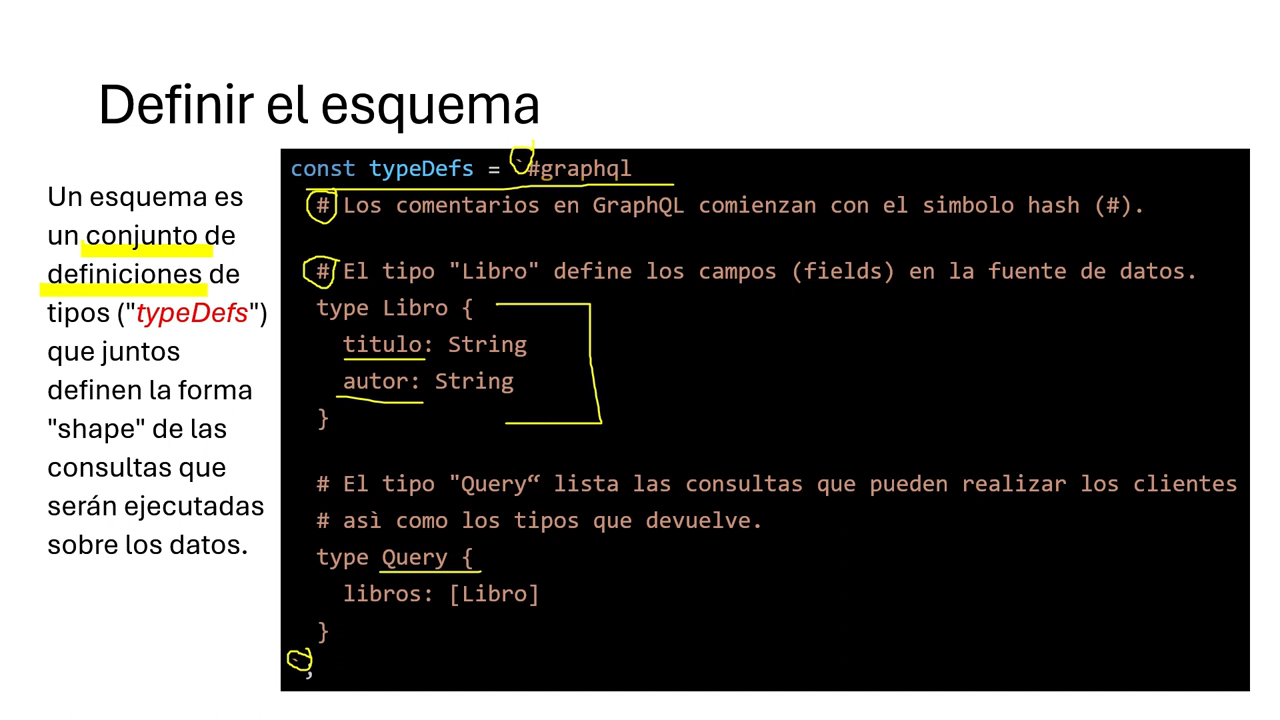 Definir el esquema
Un esquema es
un conjunto de
definiciones de
tipos ("typeDefs")
que juntos
definen la forma
"shape" de las
consultas que
serán ejecutadas
sobre los datos.
const typeDefs = `#graphql
# Los comentarios en GraphQL comienzan con el simbolo hash (#).
# El tipo "Libro" define los campos (fields) en la fuente de datos.
type Libro {
titulo: String
autor: String
}
# El tipo "Query“ lista las consultas que pueden realizar los clientes
# asì como los tipos que devuelve.
type Query {
libros: [Libro]
}
`;